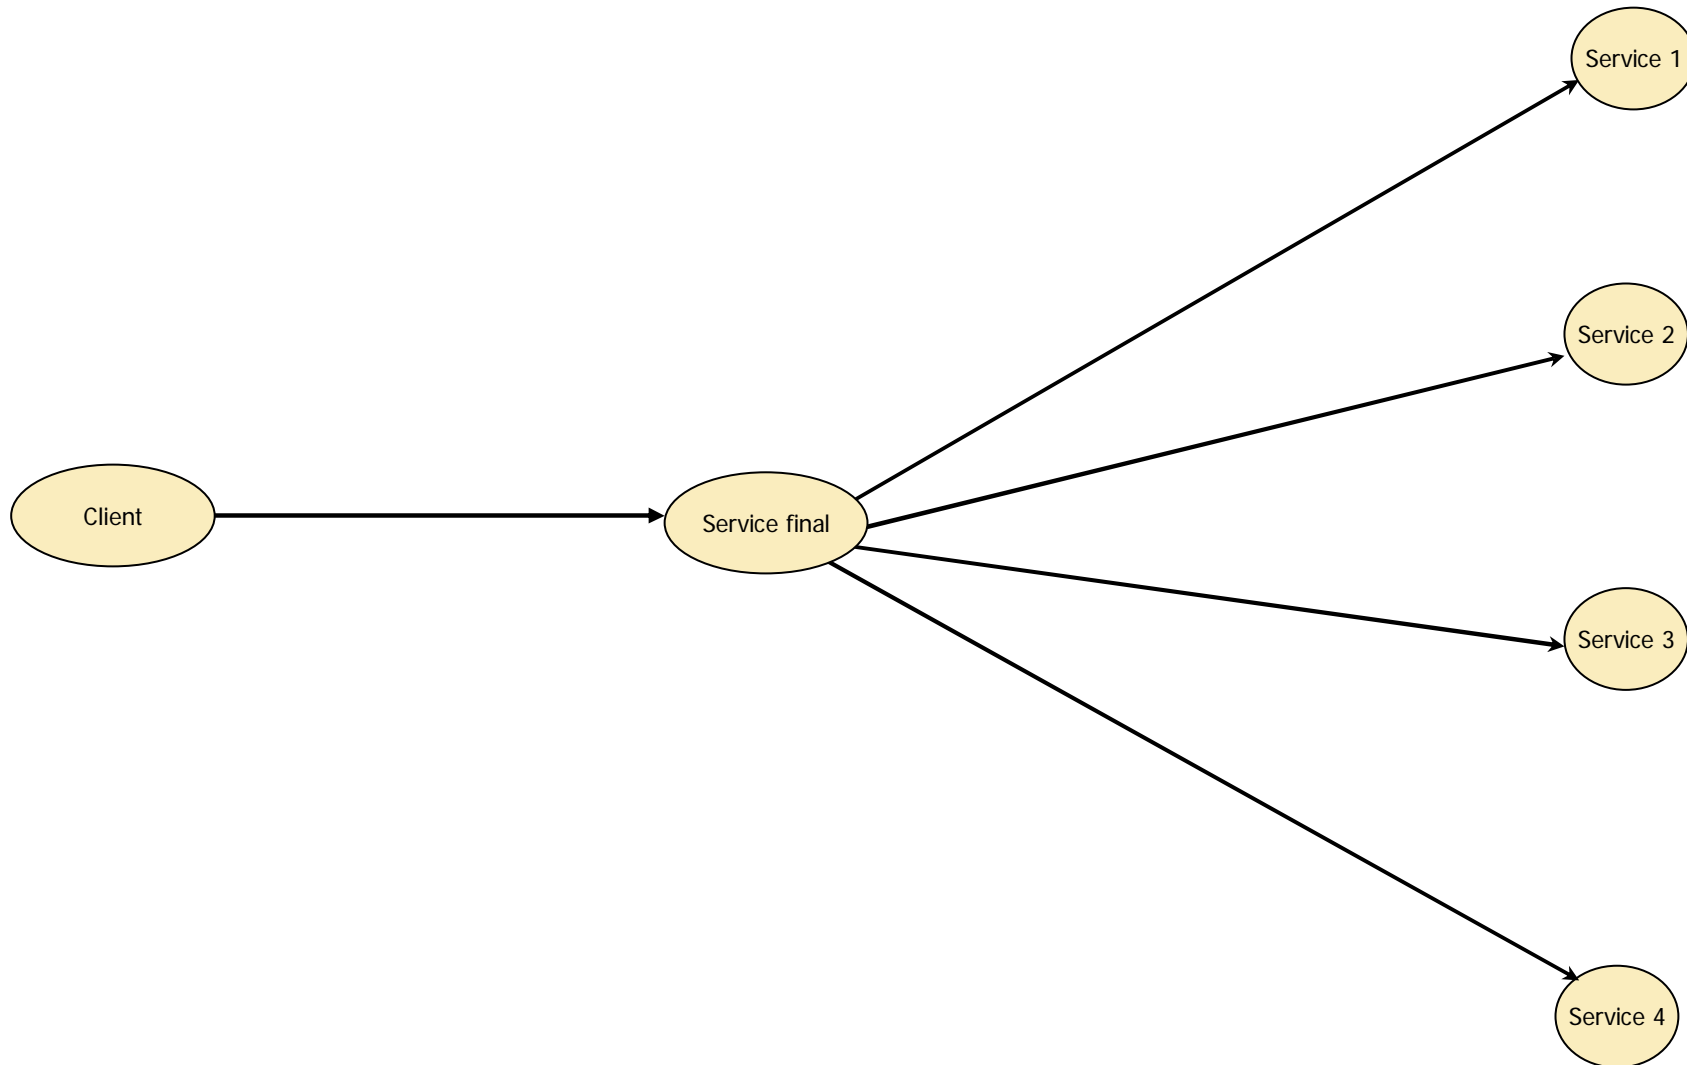 Service 1
Service 2
Client
Service final
Service 3
Service 4